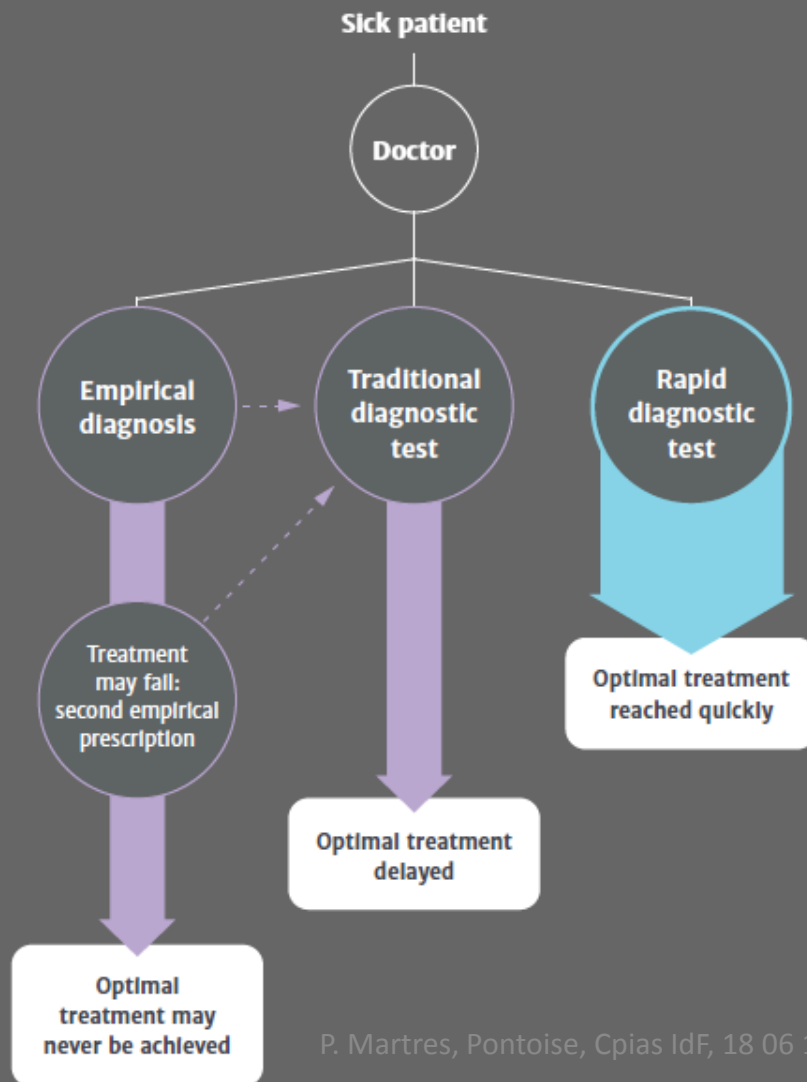 Sick patient
Doctor
Empirical
diagnosis
Traditional
diagnostic
test
Rapid
diagnostic
test
Treatment
may fail:
second empirical
prescription
Optimal treatment
reached quickly
Optimal treatment
delayed
Optimal
treatment may
never be achieved
P. Martres, Pontoise, Cpias IdF, 18 06